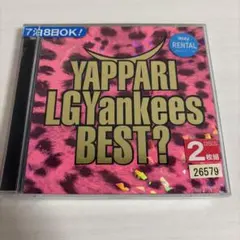 7泊8日OK!
RENTAL
YAPPARI
LGYankees
BEST?
2
枚組
26579